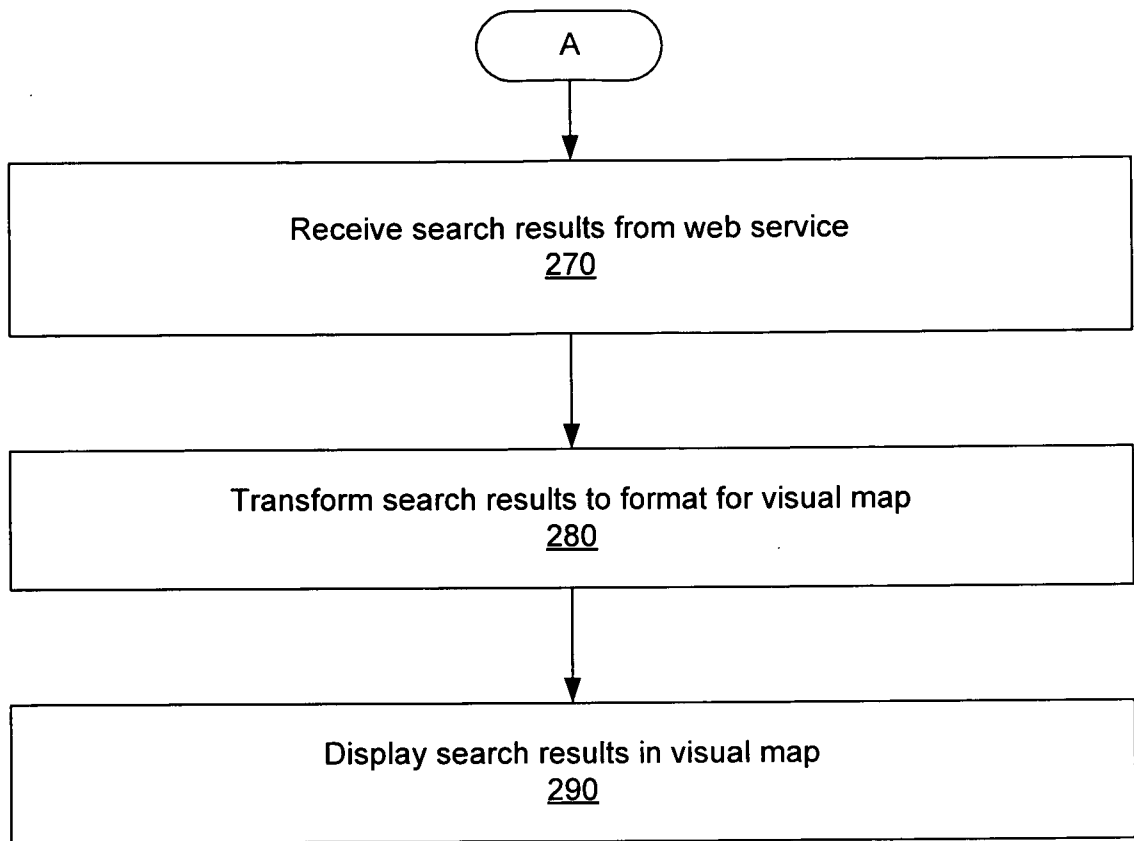 A
Receive search results from web service
270
Transform search results to format for visual map
280
Display search results in visual map
290